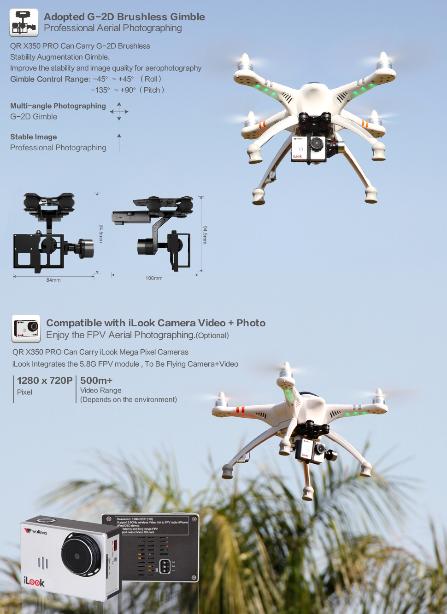 Adopted G-2D Brushless Gimble
Professional Aerial Photographing
QR X350 PRO Can Carry G-2D Brushless
Stability Augmentation Gimble.
Improve the stability and image quality for aerophotography
Gimble Control Range: -45° ~ +45° ( Roll )
-135° ~ +90° ( Pitch )
Multi-angle Photographing
G-2D Gimble
Stable Image
Professional Photographing
84mm
108mm
Compatible with iLook Camera Video + Photo
Enjoy the FPV Aerial Photographing.(Optional)
QR X350 PRO Can Carry iLook Mega Pixel Cameras
iLook Integrates the 5.8G FPV module , To Be Flying Camera+Video
1280 x 720P
Pixel
500m+
Video Range
(Depends on the environment)
walkera
iLook